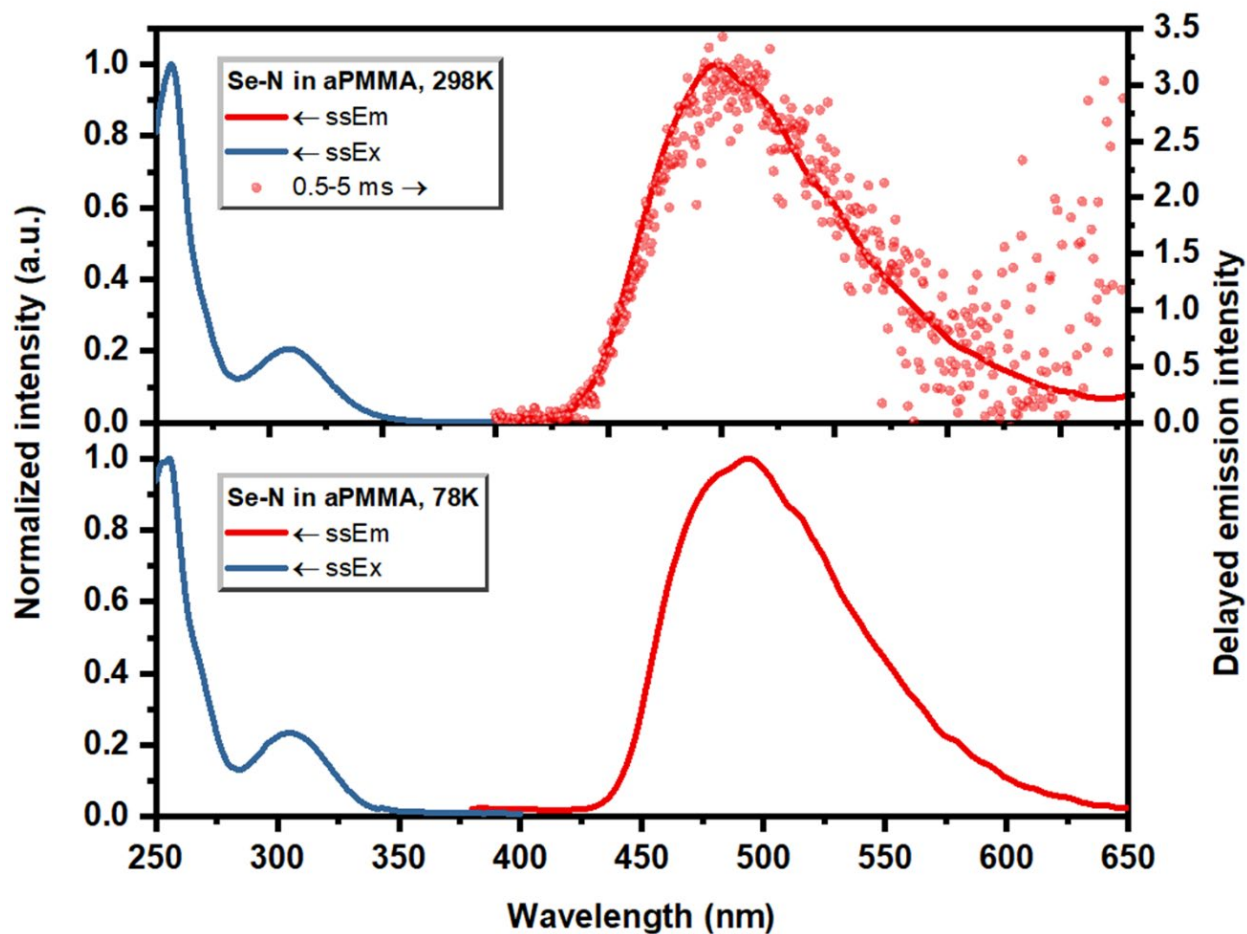 Normalized intensity (a.u.)
1.0
0.8
0.6
0.4
0.2
0.0
Se-N in aPMMA, 298K
← ssEm
← ssEx
0.5-5 ms →
3.5
3.0
2.5
2.0
1.5
1.0
0.5
0.0
Delayed emission intensity
1.0
0.8
0.6
0.4
0.2
0.0
Se-N in aPMMA, 78K
← ssEm
← ssEx
250 300 350 400 450 500 550 600 650
Wavelength (nm)